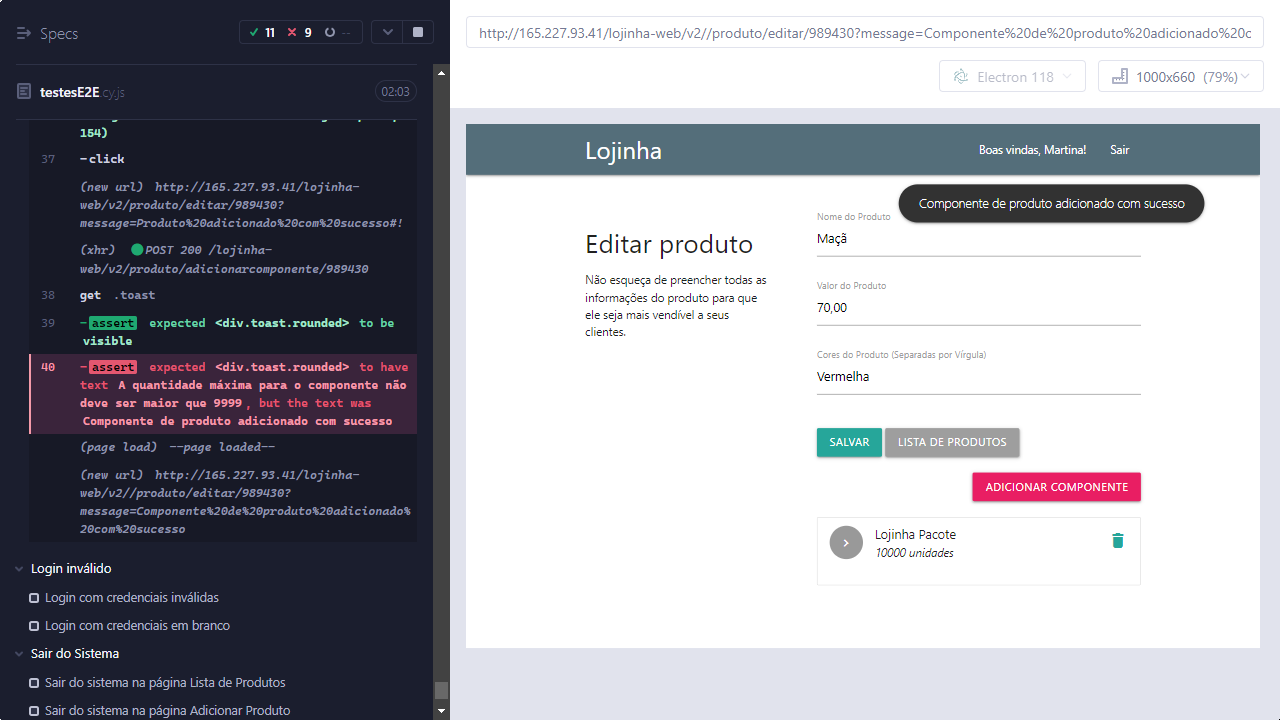 Specs
11 9 --
testesE2E.cy.js
02:03
154)
37 -click
(new url) http://165.227.93.41/lojinha-
web/v2/produto/editar/989430?
message=Produto%20adicionado%20com%20sucesso#!
(xhr) POST 200 /lojinha-
web/v2/produto/adicionarcomponente/989430
38 get .toast
39 -assert expected <div.toast.rounded> to be
visible
40 -assert expected <div.toast.rounded> to have
text A quantidade máxima para o componente não
deve ser maior que 9999, but the text was
Componente de produto adicionado com sucesso
(page load) --page loaded--
(new url) http://165.227.93.41/lojinha-
web/v2//produto/editar/989430?
message=Componente%20de%20produto%20adicionado%
20com%20sucesso
Login inválido
Login com credenciais inválidas
Login com credenciais em branco
Sair do Sistema
Sair do sistema na página Lista de Produtos
Sair do sistema na página Adicionar Produto
http://165.227.93.41/lojinha-web/v2//produto/editar/989430?message=Componente%20de%20produto%20adicionado%20c
Electron 118
1000x660 (79%)
Lojinha
Boas vindas, Martina!
Sair
Componente de produto adicionado com sucesso
Editar produto
Não esqueça de preencher todas as
informações do produto para que
ele seja mais vendível a seus
clientes.
Nome do Produto
Maçã
Valor do Produto
70,00
Cores do Produto (Separadas por Vírgula)
Vermelha
SALVAR
LISTA DE PRODUTOS
ADICIONAR COMPONENTE
Lojinha Pacote
10000 unidades